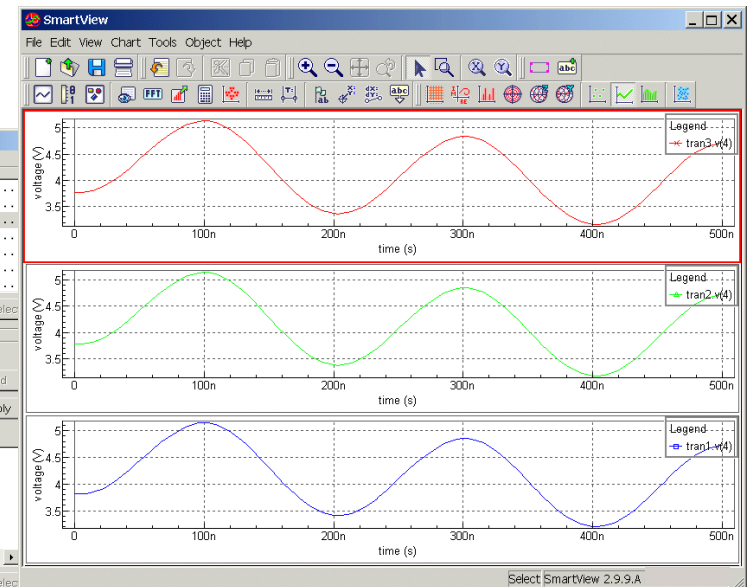 SmartView
File Edit View Chart Tools Object Help
FFT
abc
Legend
tran3.v(4)
voltage (V)
5
4.5
4
3.5
0 100n 200n 300n 400n 500n
time (s)
Legend
tran2.v(4)
voltage (V)
5
4.5
4
3.5
0 100n 200n 300n 400n 500n
time (s)
Legend
tran1.v(4)
voltage (V)
5
4.5
4
3.5
0 100n 200n 300n 400n 500n
time (s)
Select SmartView 2.9.9.A